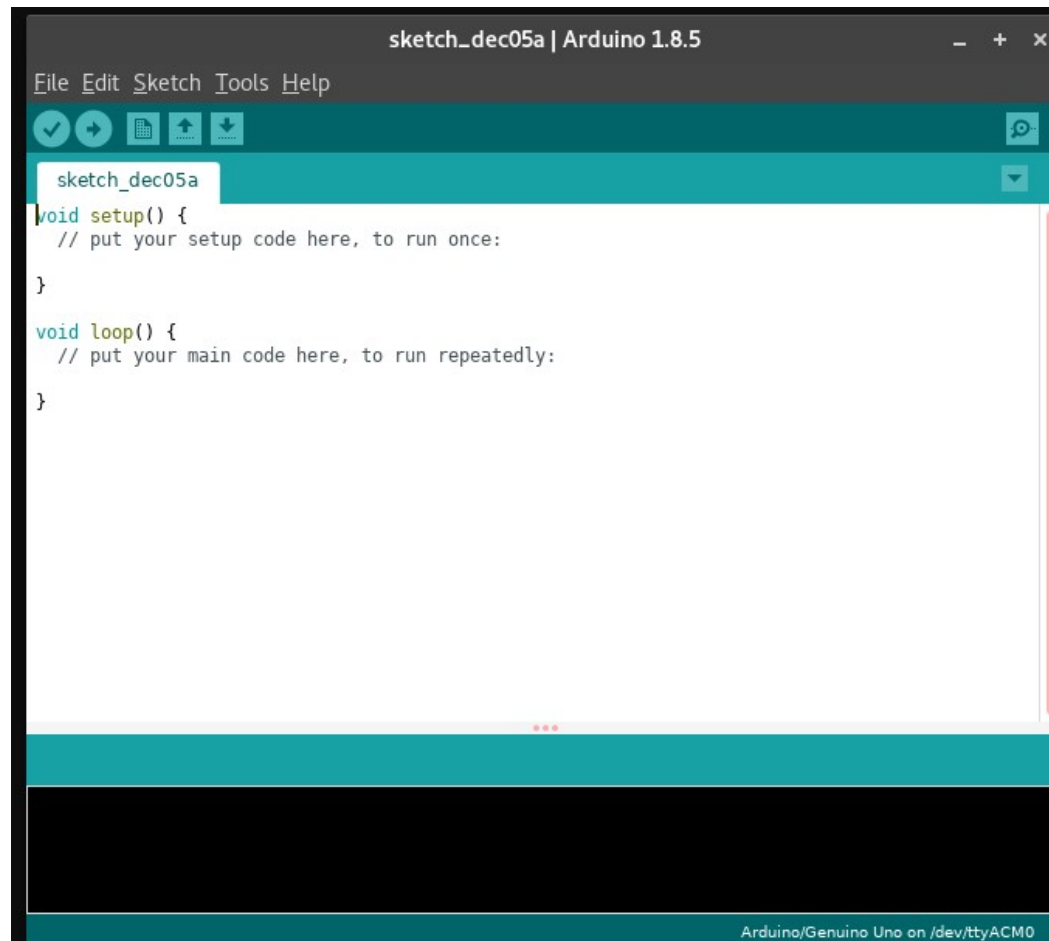 sketch_dec05a | Arduino 1.8.5
File Edit Sketch Tools Help
sketch_dec05a
void setup() {
  // put your setup code here, to run once:
}
void loop() {
  // put your main code here, to run repeatedly:
}
Arduino/Genuino Uno on /dev/ttyACM0